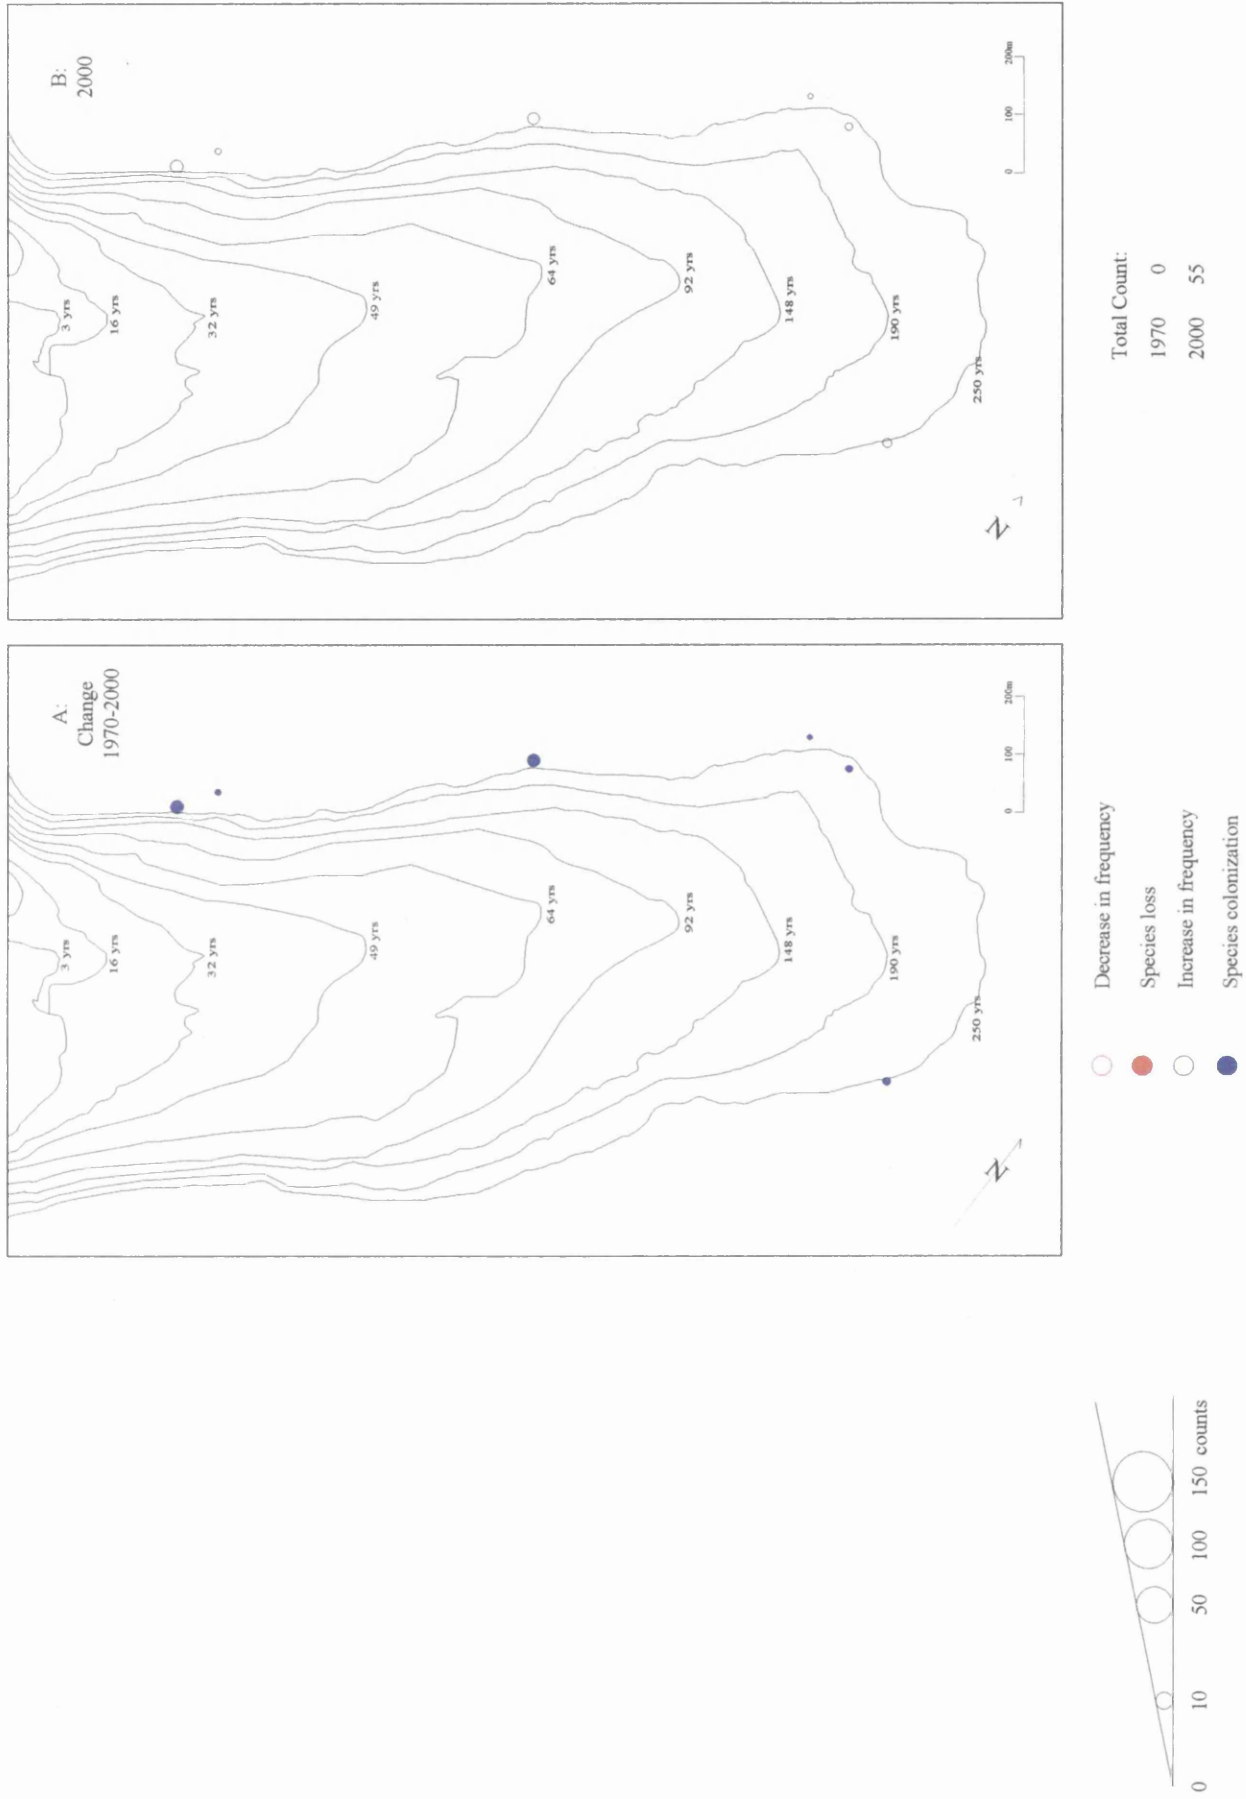 A:
Change
1970-2000
3 yrs
16 yrs
32 yrs
49 yrs
64 yrs
92 yrs
148 yrs
190 yrs
250 yrs
0 100 200m
N
B:
2000
3 yrs
16 yrs
32 yrs
49 yrs
64 yrs
92 yrs
148 yrs
190 yrs
250 yrs
0 100 200m
N
0 10 50 100 150 counts
Decrease in frequency
Species loss
Increase in frequency
Species colonization
Total Count:
1970 0
2000 55